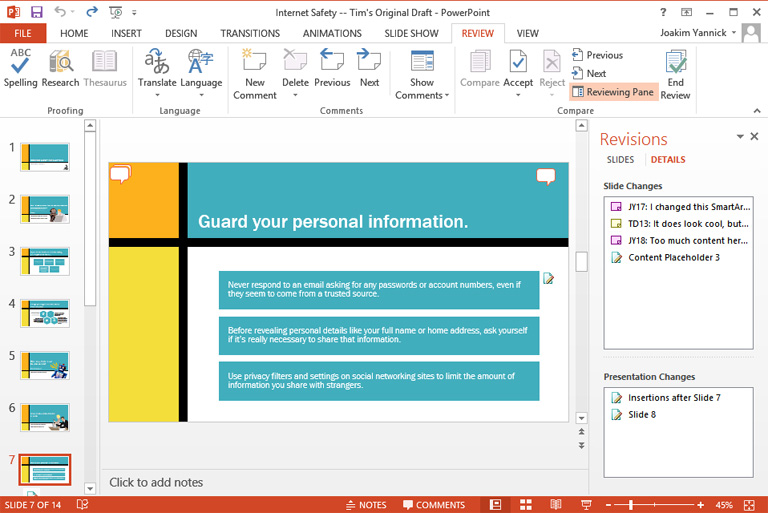 Internet Safety -- Tim's Original Draft - PowerPoint
FILE HOME INSERT DESIGN TRANSITIONS ANIMATIONS SLIDE SHOW REVIEW VIEW Joakim Yannick
ABC
Spelling Research Thesaurus
Proofing
Translate Language
Language
New Comment Delete Previous Next Show Comments
Comments
Compare Accept Reject
Previous
Next
Reviewing Pane
End Review
Compare
1
2
3
4
5
6
7
Guard your personal information.
Never respond to an email asking for any passwords or account numbers, even if
they seem to come from a trusted source.
Before revealing personal details like your full name or home address, ask yourself
if it's really necessary to share that information.
Use privacy filters and settings on social networking sites to limit the amount of
information you share with strangers.
Click to add notes
Revisions
SLIDES DETAILS
Slide Changes
JY17: I changed this SmartAr...
TD13: It does look cool, but...
JY18: Too much content her...
Content Placeholder 3
Presentation Changes
Insertions after Slide 7
Slide 8
SLIDE 7 OF 14 NOTES COMMENTS 45%